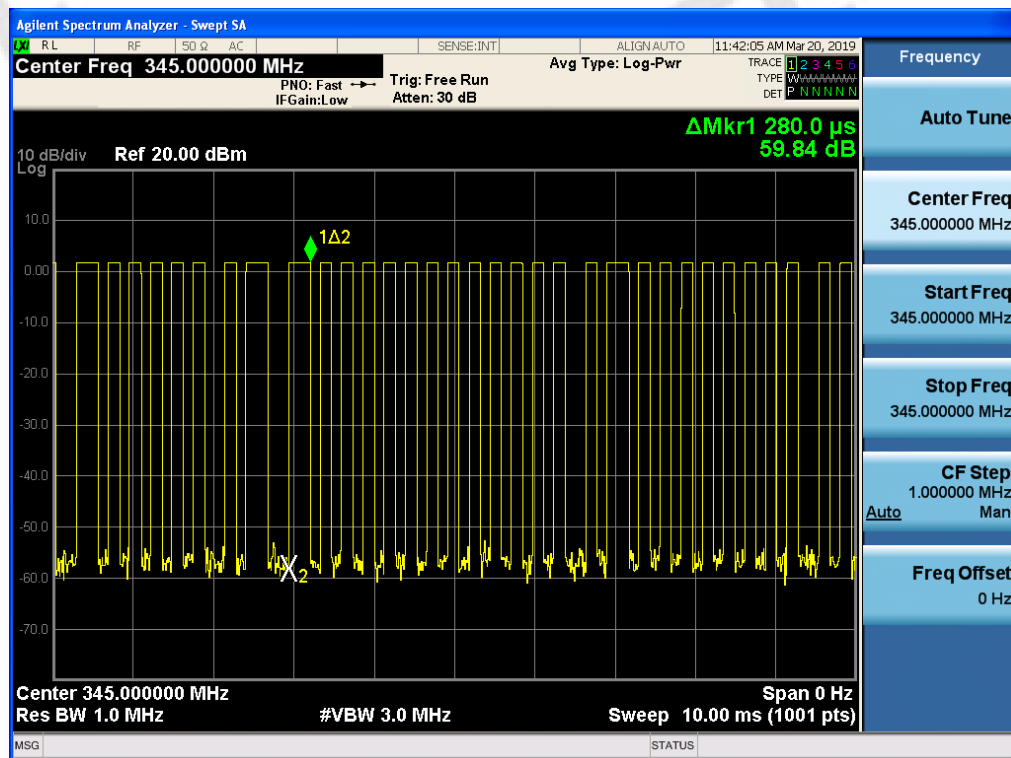 Agilent Spectrum Analyzer - Swept SA
LXI RL RF 50 Ω AC SENSE:INT ALIGNAUTO 11:42:05 AM Mar 20, 2019
Center Freq 345.000000 MHz
PNO: Fast
IFGain:Low
Trig: Free Run
Atten: 30 dB
Avg Type: Log-Pwr
TRACE 1 2 3 4 5 6
TYPE
DET P N N N N N
ΔMkr1 280.0 µs
59.84 dB
10 dB/div Ref 20.00 dBm
Log
1Δ2
10.0
0.00
-10.0
-20.0
-30.0
-40.0
-50.0
-60.0
-70.0
X2
Center 345.000000 MHz Span 0 Hz
Res BW 1.0 MHz #VBW 3.0 MHz Sweep 10.00 ms (1001 pts)
MSG STATUS
Frequency
Auto Tune
Center Freq
345.000000 MHz
Start Freq
345.000000 MHz
Stop Freq
345.000000 MHz
CF Step
1.000000 MHz
Auto Man
Freq Offset
0 Hz